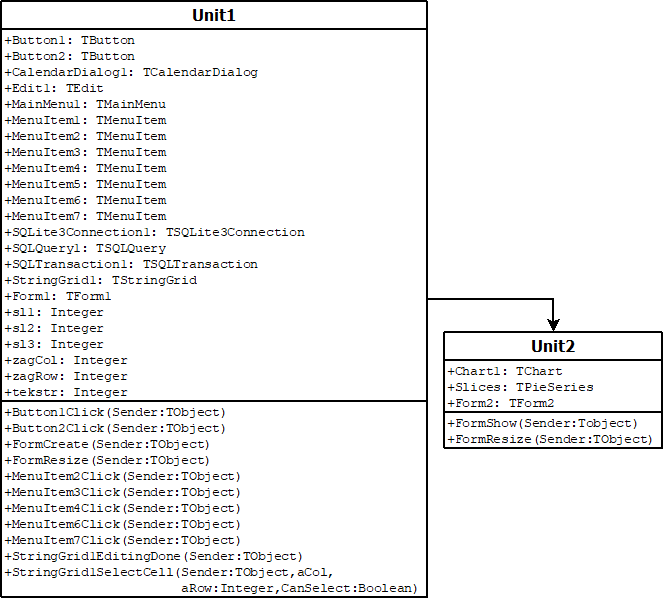 Unit1
+Button1: TButton
+Button2: TButton
+CalendarDialog1: TCalendarDialog
+Edit1: TEdit
+MainMenu1: TMainMenu
+MenuItem1: TMenuItem
+MenuItem2: TMenuItem
+MenuItem3: TMenuItem
+MenuItem4: TMenuItem
+MenuItem5: TMenuItem
+MenuItem6: TMenuItem
+MenuItem7: TMenuItem
+SQLite3Connection1: TSQLite3Connection
+SQLQuery1: TSQLQuery
+SQLTransaction1: TSQLTransaction
+StringGrid1: TStringGrid
+Form1: TForm1
+sl1: Integer
+sl2: Integer
+sl3: Integer
+zagCol: Integer
+zagRow: Integer
+tekstr: Integer
+Button1Click(Sender:TObject)
+Button2Click(Sender:TObject)
+FormCreate(Sender:TObject)
+FormResize(Sender:TObject)
+MenuItem2Click(Sender:TObject)
+MenuItem3Click(Sender:TObject)
+MenuItem4Click(Sender:TObject)
+MenuItem6Click(Sender:TObject)
+MenuItem7Click(Sender:TObject)
+StringGrid1EditingDone(Sender:TObject)
+StringGrid1SelectCell(Sender:TObject,aCol,
aRow:Integer,CanSelect:Boolean)
Unit2
+Chart1: TChart
+Slices: TPieSeries
+Form2: TForm2
+FormShow(Sender:Tobject)
+FormResize(Sender:TObject)